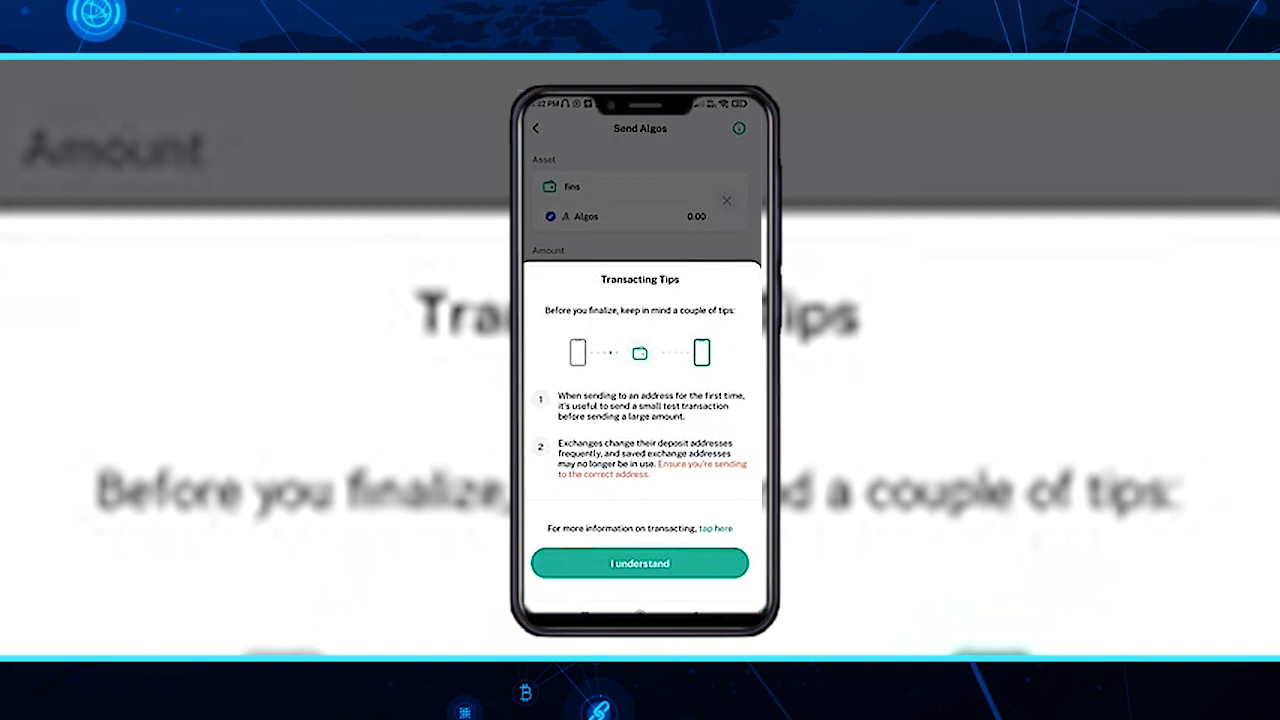 Amount
Send Algos
Asset
fins
Algos 0.00
Amount
Transacting Tips
Before you finalize, keep in mind a couple of tips:
1 When sending to an address for the first time,
it's useful to send a small test transaction
before sending a large amount.
2 Exchanges change their deposit addresses
frequently, and saved exchange addresses
may no longer be in use. Ensure you're sending
to the correct address.
For more information on transacting, tap here
I understand
Tra
Tips
Before you finalize,
d a couple of tips: